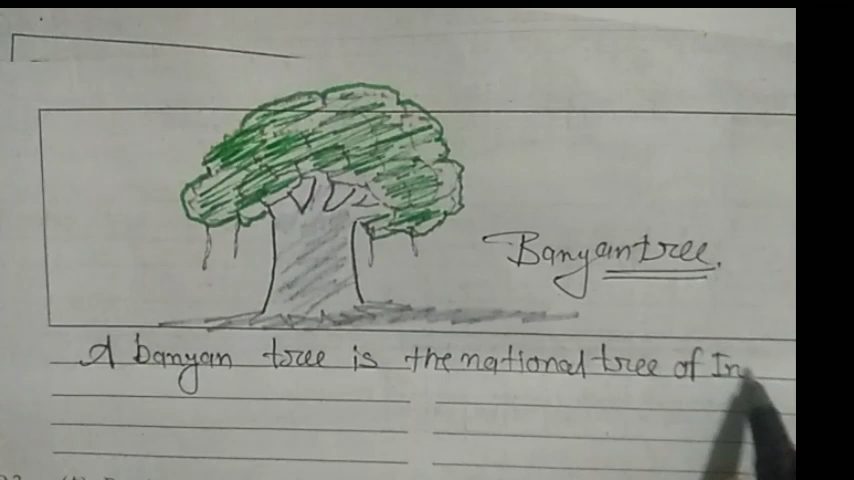 Banyan tree.
A banyan tree is the national tree of In